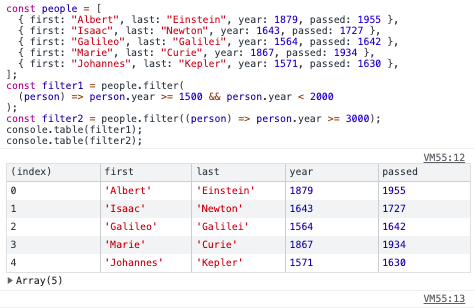 const people = [
{ first: "Albert", last: "Einstein", year: 1879, passed: 1955 },
{ first: "Isaac", last: "Newton", year: 1643, passed: 1727 },
{ first: "Galileo", last: "Galilei", year: 1564, passed: 1642 },
{ first: "Marie", last: "Curie", year: 1867, passed: 1934 },
{ first: "Johannes", last: "Kepler", year: 1571, passed: 1630 },
];
const filter1 = people.filter(
(person) => person.year >= 1500 && person.year < 2000
);
const filter2 = people.filter((person) => person.year >= 3000);
console.table(filter1);
console.table(filter2);
VM55:12
(index) first last year passed
0 'Albert' 'Einstein' 1879 1955
1 'Isaac' 'Newton' 1643 1727
2 'Galileo' 'Galilei' 1564 1642
3 'Marie' 'Curie' 1867 1934
4 'Johannes' 'Kepler' 1571 1630
▶ Array(5)
VM55:13